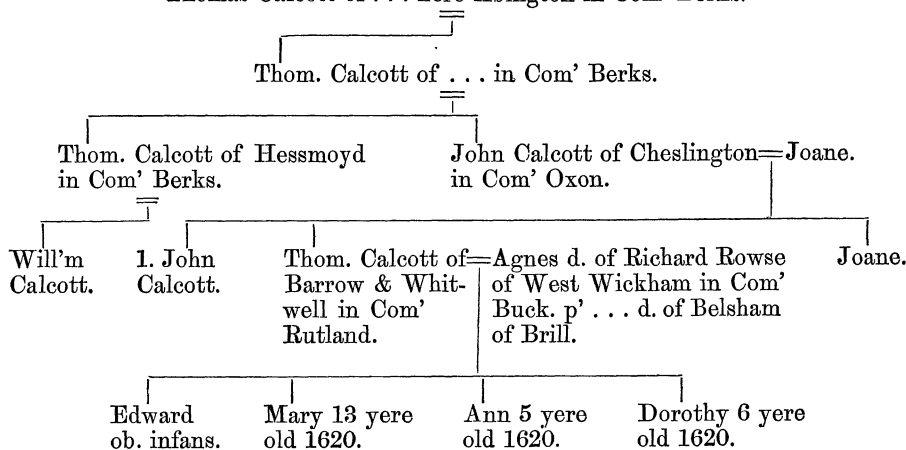 Thom. Calcott of . . . in Com' Berks.
Thom. Calcott of Hessmoyd
in Com' Berks.
John Calcott of Cheslington=Joane.
in Com' Oxon.
Will'm
Calcott.
1. John
Calcott.
Thom. Calcott of=Agnes d. of Richard Rowse
Barrow & Whit-
well in Com'
Rutland.
of West Wickham in Com'
Buck. p' . . . d. of Belsham
of Brill.
Joane.
Edward
ob. infans.
Mary 13 yere
old 1620.
Ann 5 yere
old 1620.
Dorothy 6 yere
old 1620.